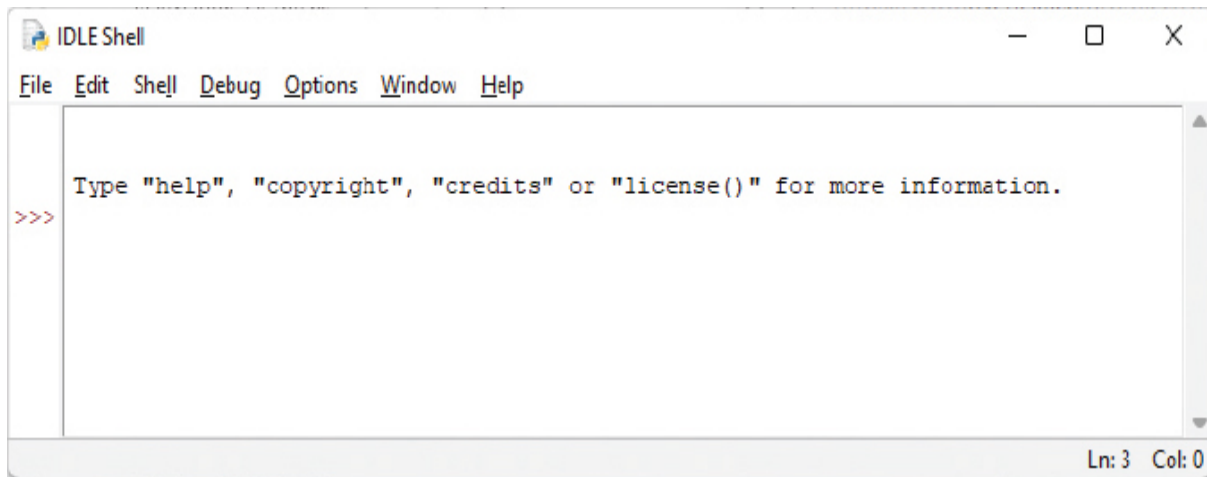 IDLE Shell
File Edit Shell Debug Options Window Help
Type "help", "copyright", "credits" or "license()" for more information.
>>>
Ln: 3 Col: 0